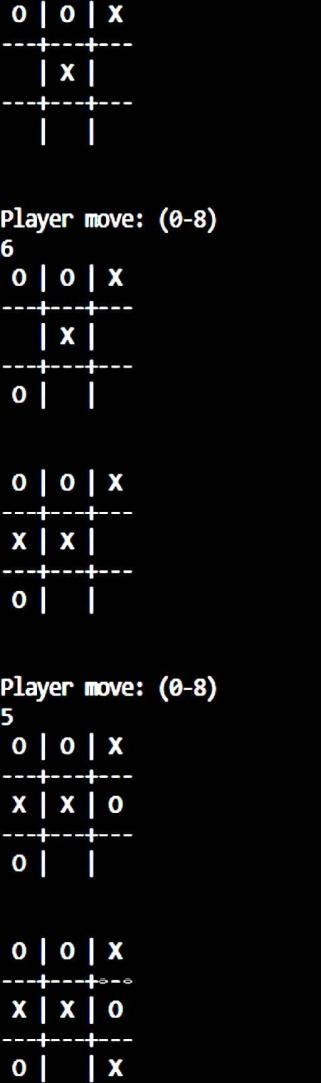 O | O | X
---+---+---
  | X |
---+---+---
  |   |
Player move: (0-8)
6
O | O | X
---+---+---
  | X |
---+---+---
O |   |
O | O | X
---+---+---
X | X |
---+---+---
O |   |
Player move: (0-8)
5
O | O | X
---+---+---
X | X | O
---+---+---
O |   |
O | O | X
---+---+---
X | X | O
---+---+---
O |   | X